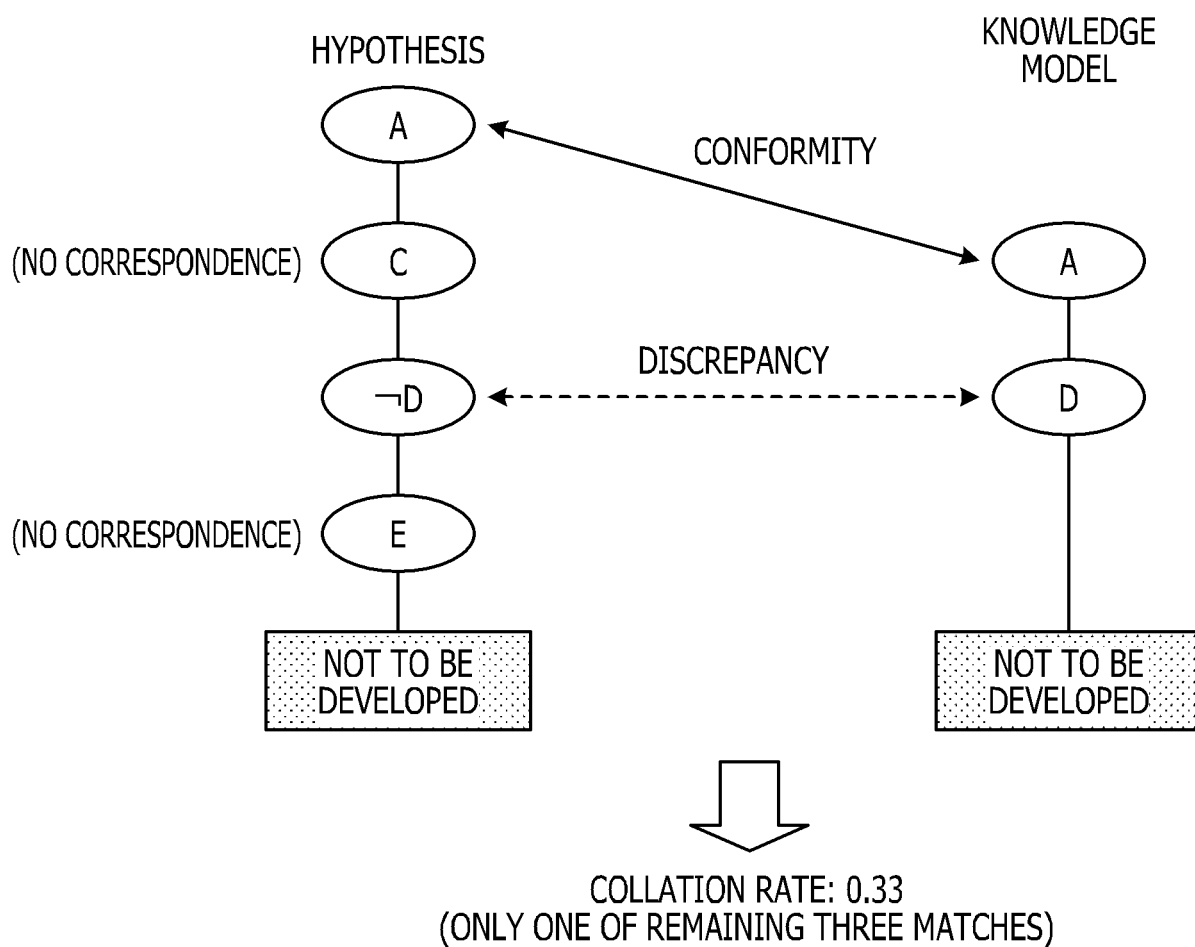 HYPOTHESIS
KNOWLEDGE
MODEL
A
CONFORMITY
(NO CORRESPONDENCE)
C
A
DISCREPANCY
¬D
D
(NO CORRESPONDENCE)
E
NOT TO BE
DEVELOPED
NOT TO BE
DEVELOPED
COLLATION RATE: 0.33
(ONLY ONE OF REMAINING THREE MATCHES)